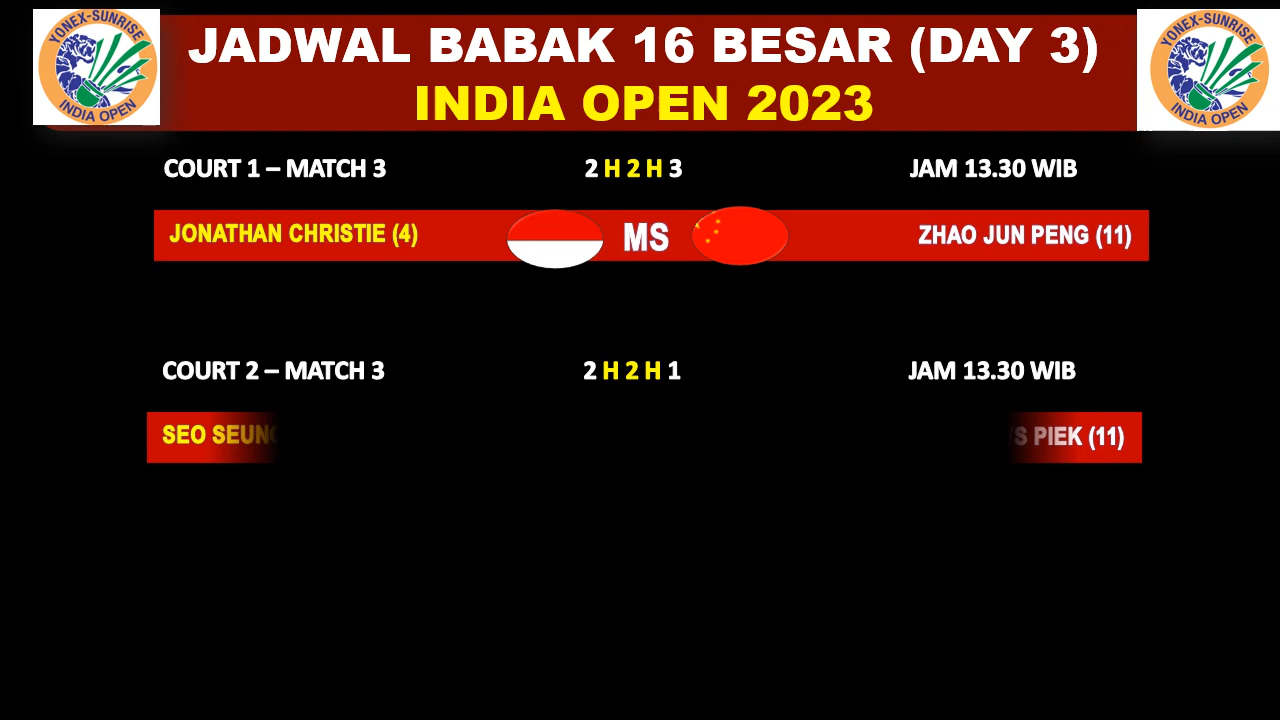 YONEX-SUNRISE
INDIA OPEN
JADWAL BABAK 16 BESAR (DAY 3)
INDIA OPEN 2023
YONEX-SUNRISE
INDIA OPEN
COURT 1 – MATCH 3 2 H 2 H 3 JAM 13.30 WIB
JONATHAN CHRISTIE (4) MS ZHAO JUN PENG (11)
COURT 2 – MATCH 3 2 H 2 H 1 JAM 13.30 WIB
SEO PIEK (11)